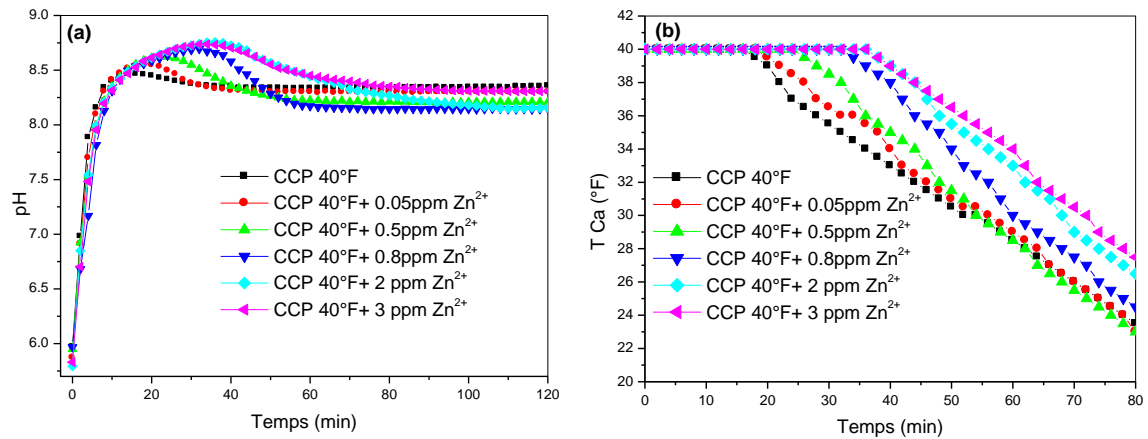 (a)
9.0
8.5
8.0
7.5
7.0
6.5
6.0
pH
CCP 40°F
CCP 40°F+ 0.05ppm Zn²⁺
CCP 40°F+ 0.5ppm Zn²⁺
CCP 40°F+ 0.8ppm Zn²⁺
CCP 40°F+ 2 ppm Zn²⁺
CCP 40°F+ 3 ppm Zn²⁺
0 20 40 60 80 100 120
Temps (min)
(b)
42
40
38
36
34
32
30
28
26
24
22
20
T Ca (°F)
CCP 40°F
CCP 40°F+ 0.05ppm Zn²⁺
CCP 40°F+ 0.5ppm Zn²⁺
CCP 40°F+ 0.8ppm Zn²⁺
CCP 40°F+ 2 ppm Zn²⁺
CCP 40°F+ 3 ppm Zn²⁺
0 10 20 30 40 50 60 70 80
Temps (min)